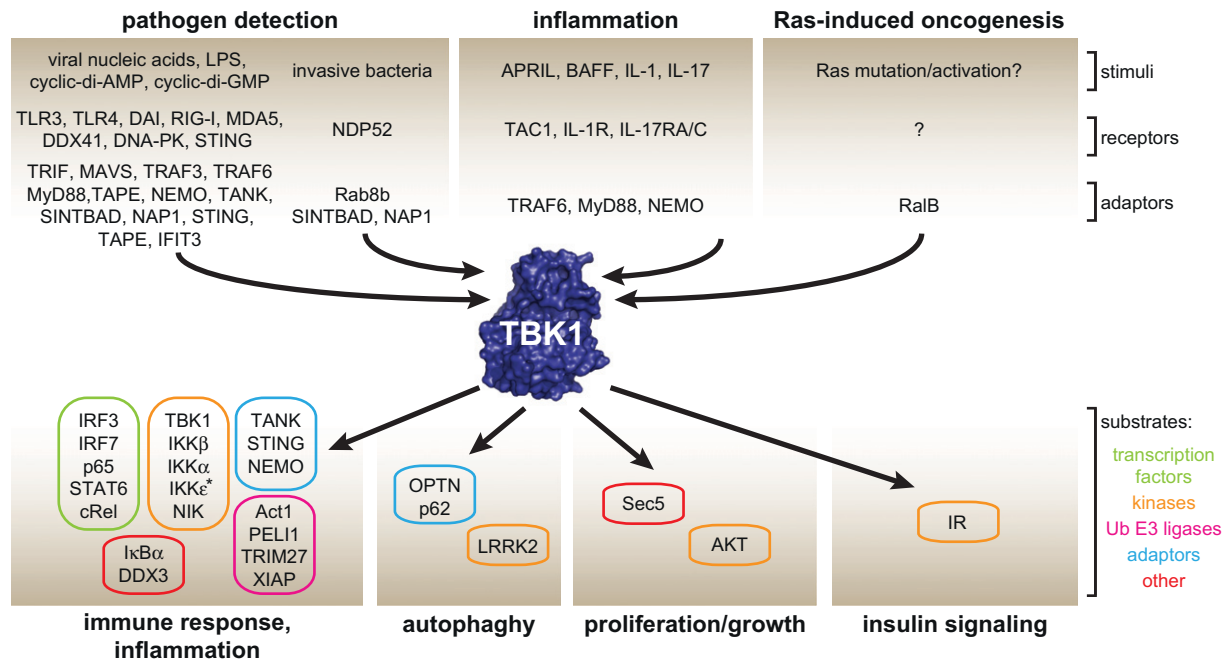 pathogen detection
inflammation
Ras-induced oncogenesis
viral nucleic acids, LPS,
cyclic-di-AMP, cyclic-di-GMP
invasive bacteria
APRIL, BAFF, IL-1, IL-17
Ras mutation/activation?
stimuli
TLR3, TLR4, DAI, RIG-I, MDA5,
DDX41, DNA-PK, STING
NDP52
TAC1, IL-1R, IL-17RA/C
?
receptors
TRIF, MAVS, TRAF3, TRAF6
MyD88,TAPE, NEMO, TANK,
SINTBAD, NAP1, STING,
TAPE, IFIT3
Rab8b
SINTBAD, NAP1
TRAF6, MyD88, NEMO
RalB
adaptors
TBK1
IRF3
IRF7
p65
STAT6
cRel
TBK1
IKKβ
IKKα
IKKε*
NIK
TANK
STING
NEMO
Act1
PELI1
TRIM27
XIAP
IκBα
DDX3
OPTN
p62
LRRK2
Sec5
AKT
IR
substrates:
transcription
factors
kinases
Ub E3 ligases
adaptors
other
immune response,
inflammation
autophaghy
proliferation/growth
insulin signaling